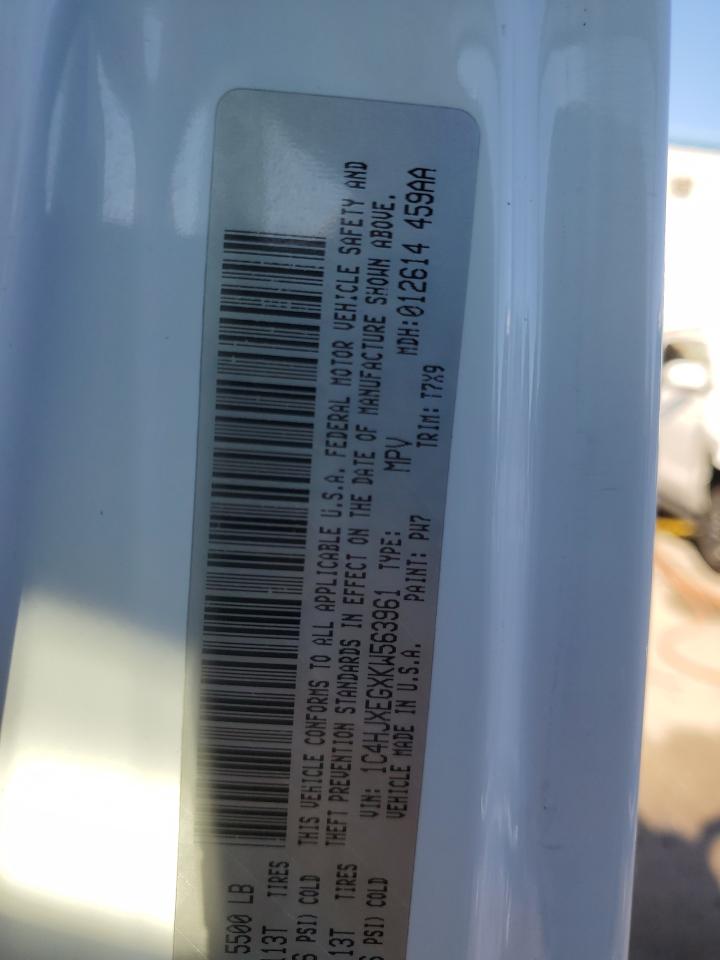 5500 LB
113T TIRES
PSI) COLD THIS VEHICLE CONFORMS TO ALL APPLICABLE U.S.A. FEDERAL MOTOR VEHICLE SAFETY AND
13T TIRES THEFT PREVENTION STANDARDS IN EFFECT ON THE DATE OF MANUFACTURE SHOWN ABOVE.
PSI) COLD VIN: 1C4HJXEGXKW563961 TYPE: MPV MDH:012614 459AA
VEHICLE MADE IN U.S.A. PAINT: PW7 TRIM: T7X9